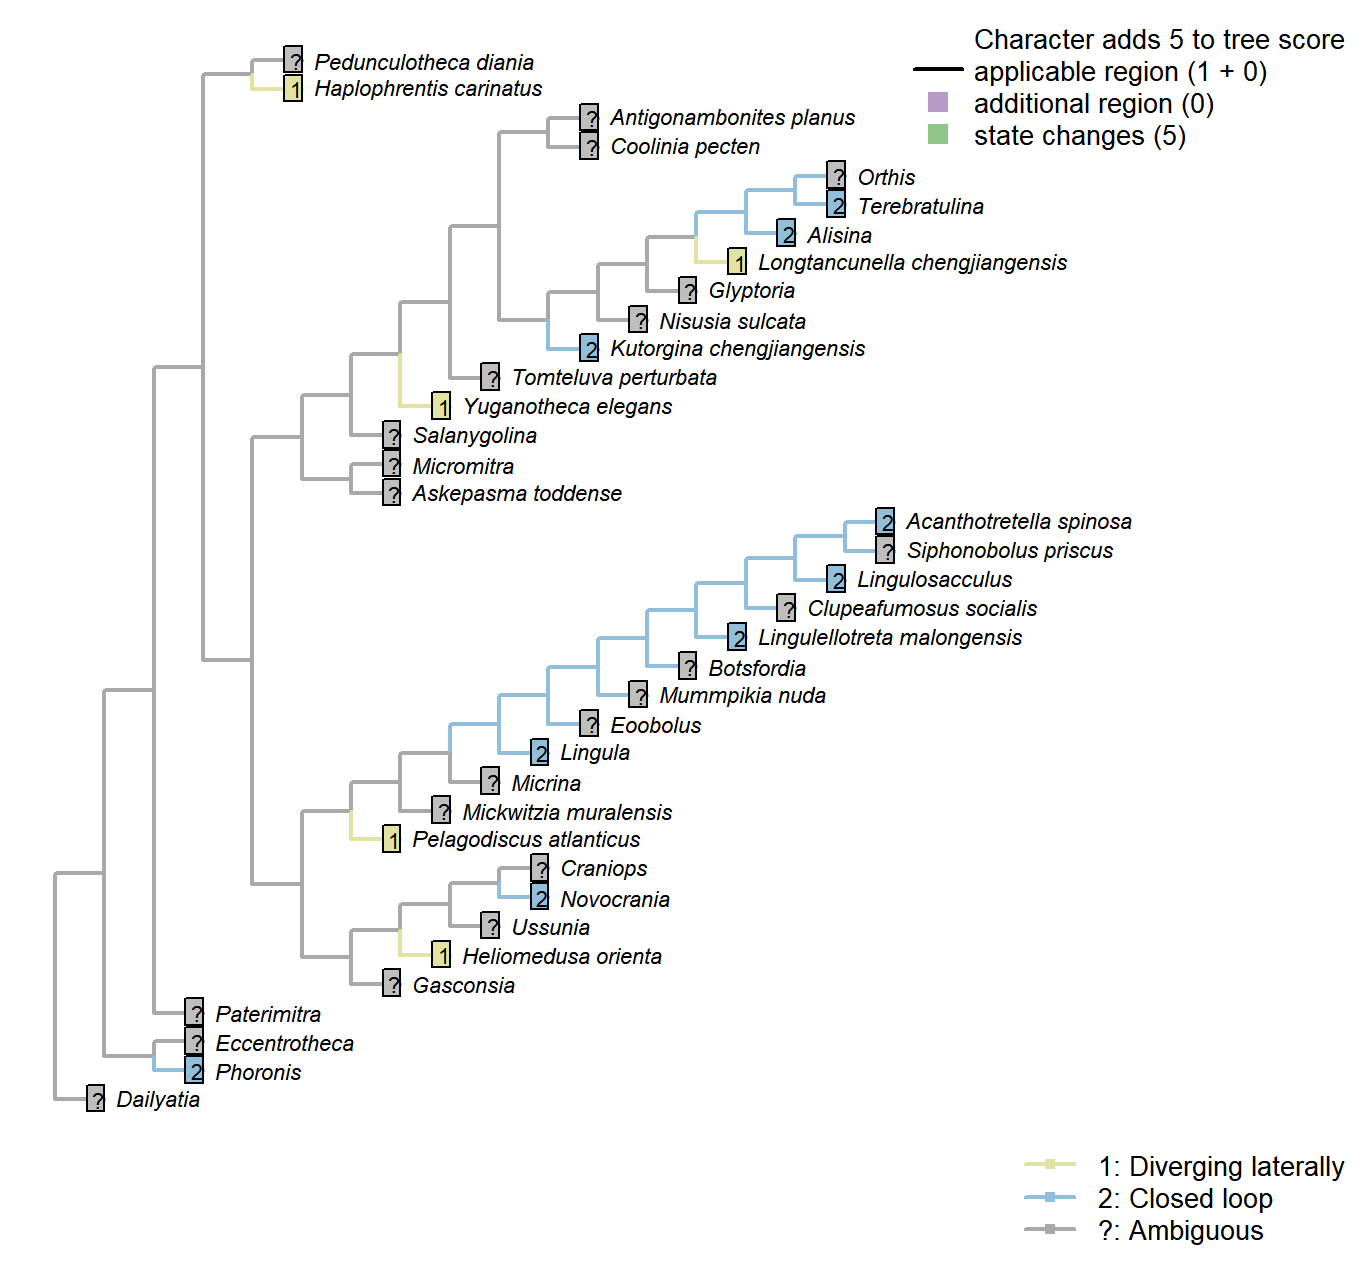 Character adds 5 to tree score
applicable region (1 + 0)
additional region (0)
state changes (5)
? Pedunculotheca diania
1 Haplophrentis carinatus
? Antigonambonites planus
? Coolinia pecten
? Orthis
2 Terebratulina
2 Alisina
1 Longtancunella chengjiangensis
? Glyptoria
? Nisusia sulcata
2 Kutorgina chengjiangensis
? Tomteluva perturbata
1 Yuganotheca elegans
? Salanygolina
? Micromitra
? Askepasma toddense
2 Acanthotretella spinosa
? Siphonobolus priscus
2 Lingulosacculus
? Clupeafumosus socialis
2 Lingulellotreta malongensis
? Botsfordia
? Mummpikia nuda
? Eoobolus
2 Lingula
? Micrina
? Mickwitzia muralensis
1 Pelagodiscus atlanticus
? Craniops
2 Novocrania
? Ussunia
1 Heliomedusa orienta
? Gasconsia
? Paterimitra
? Eccentrotheca
2 Phoronis
? Dailyatia
1: Diverging laterally
2: Closed loop
?: Ambiguous